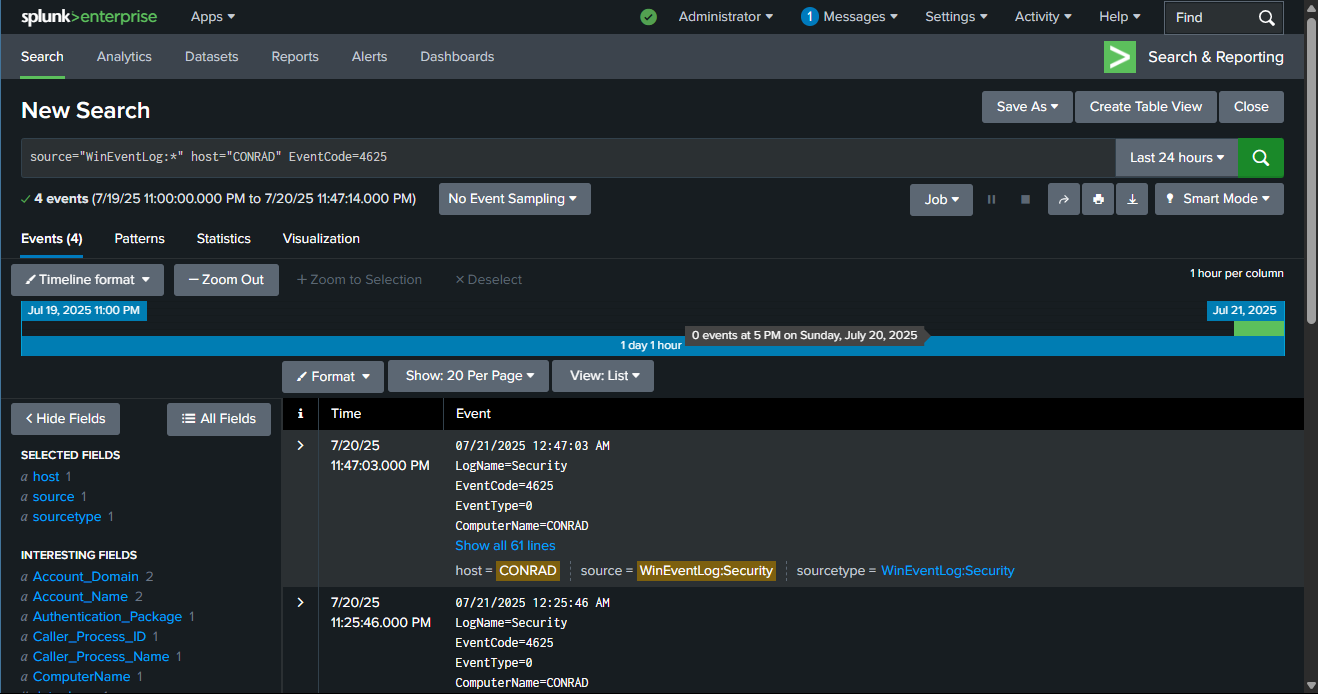 splunk>enterprise Apps Administrator 1 Messages Settings Activity Help Find
Search Analytics Datasets Reports Alerts Dashboards Search & Reporting
New Search Save As Create Table View Close
source="WinEventLog:*" host="CONRAD" EventCode=4625 Last 24 hours
4 events (7/19/25 11:00:00.000 PM to 7/20/25 11:47:14.000 PM) No Event Sampling Job Smart Mode
Events (4) Patterns Statistics Visualization
Timeline format — Zoom Out + Zoom to Selection × Deselect 1 hour per column
Jul 19, 2025 11:00 PM Jul 21, 2025
0 events at 5 PM on Sunday, July 20, 2025
1 day 1 hour
Format Show: 20 Per Page View: List
< Hide Fields All Fields
SELECTED FIELDS
a host 1
a source 1
a sourcetype 1
INTERESTING FIELDS
a Account_Domain 2
a Account_Name 2
a Authentication_Package 1
a Caller_Process_ID 1
a Caller_Process_Name 1
a ComputerName 1
i Time Event
> 7/20/25 07/21/2025 12:47:03 AM
11:47:03.000 PM LogName=Security
EventCode=4625
EventType=0
ComputerName=CONRAD
Show all 61 lines
host = CONRAD source = WinEventLog:Security sourcetype = WinEventLog:Security
> 7/20/25 07/21/2025 12:25:46 AM
11:25:46.000 PM LogName=Security
EventCode=4625
EventType=0
ComputerName=CONRAD